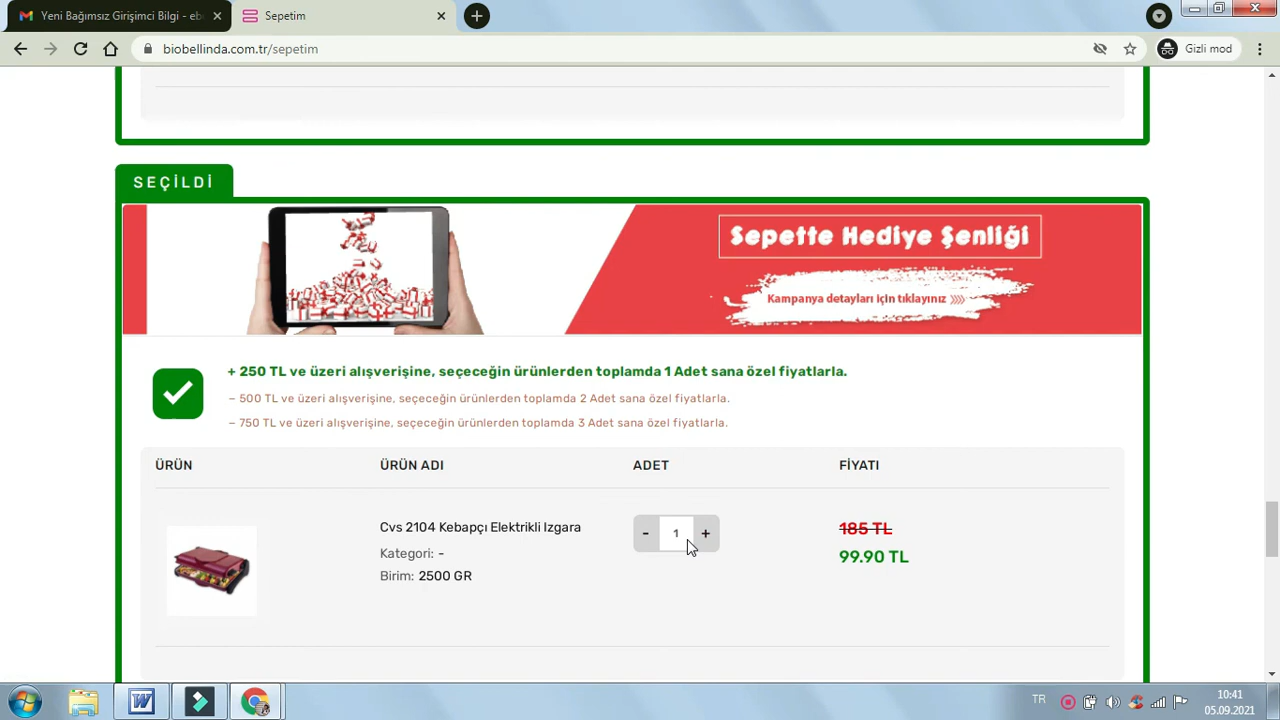 Yeni Bağımsız Girişimci Bilgi - ebe
Sepetim
biobellinda.com.tr/sepetim
Gizli mod
SEÇİLDİ
Sepette Hediye Şenliği
Kampanya detayları için tıklayınız
+ 250 TL ve üzeri alışverişine, seçeceğin ürünlerden toplamda 1 Adet sana özel fiyatlarla.
– 500 TL ve üzeri alışverişine, seçeceğin ürünlerden toplamda 2 Adet sana özel fiyatlarla.
– 750 TL ve üzeri alışverişine, seçeceğin ürünlerden toplamda 3 Adet sana özel fiyatlarla.
ÜRÜN ÜRÜN ADI ADET FİYATI
Cvs 2104 Kebapçı Elektrikli Izgara - 1 + 185 TL
Kategori: - 99.90 TL
Birim: 2500 GR
TR 10:41
05.09.2021